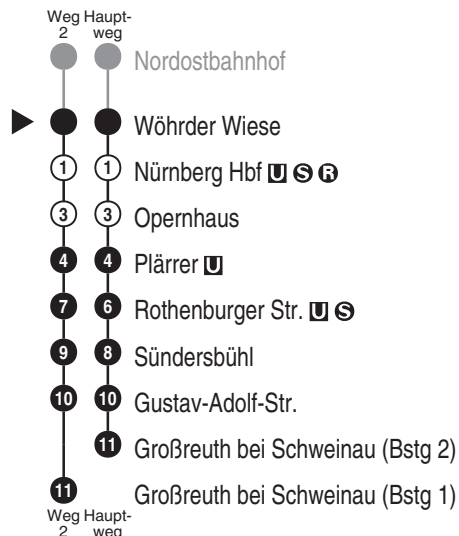 Weg Haupt-
2 weg
Nordostbahnhof
Wöhrder Wiese
1 1 Nürnberg Hbf U S R
3 3 Opernhaus
4 4 Plärrer U
7 6 Rothenburger Str. U S
9 8 Sündersbühl
10 10 Gustav-Adolf-Str.
11 Großreuth bei Schweinau (Bstg 2)
11 Großreuth bei Schweinau (Bstg 1)
Weg Haupt-
2 weg